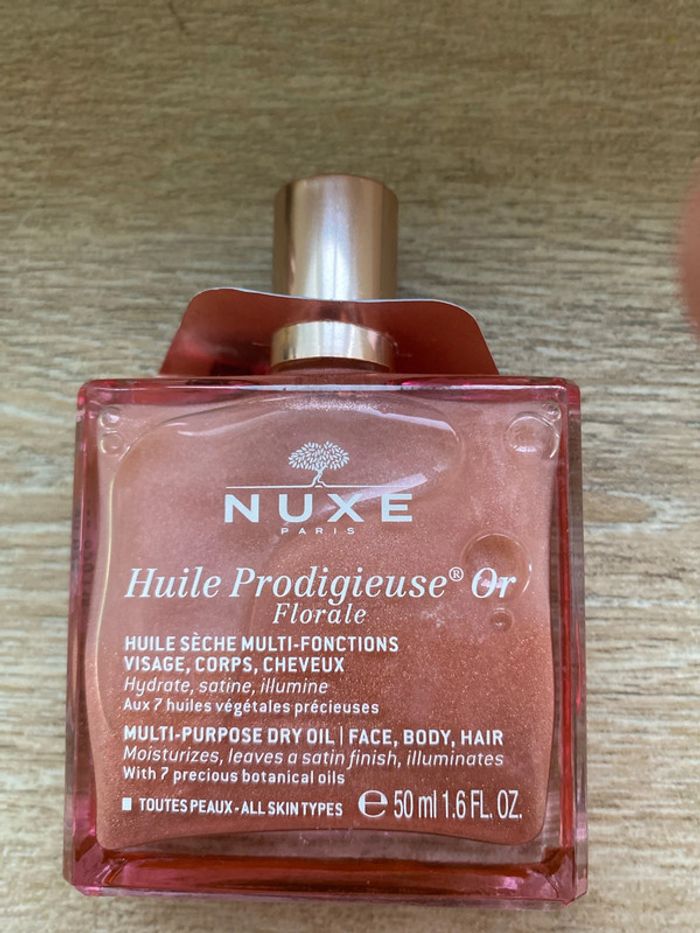 NUXE
PARIS
Huile Prodigieuse® Or
Florale
HUILE SÈCHE MULTI-FONCTIONS
VISAGE, CORPS, CHEVEUX
Hydrate, satine, illumine
Aux 7 huiles végétales précieuses
MULTI-PURPOSE DRY OIL | FACE, BODY, HAIR
Moisturizes, leaves a satin finish, illuminates
With 7 precious botanical oils
TOUTES PEAUX - ALL SKIN TYPES ℮ 50 ml 1.6 FL. OZ.